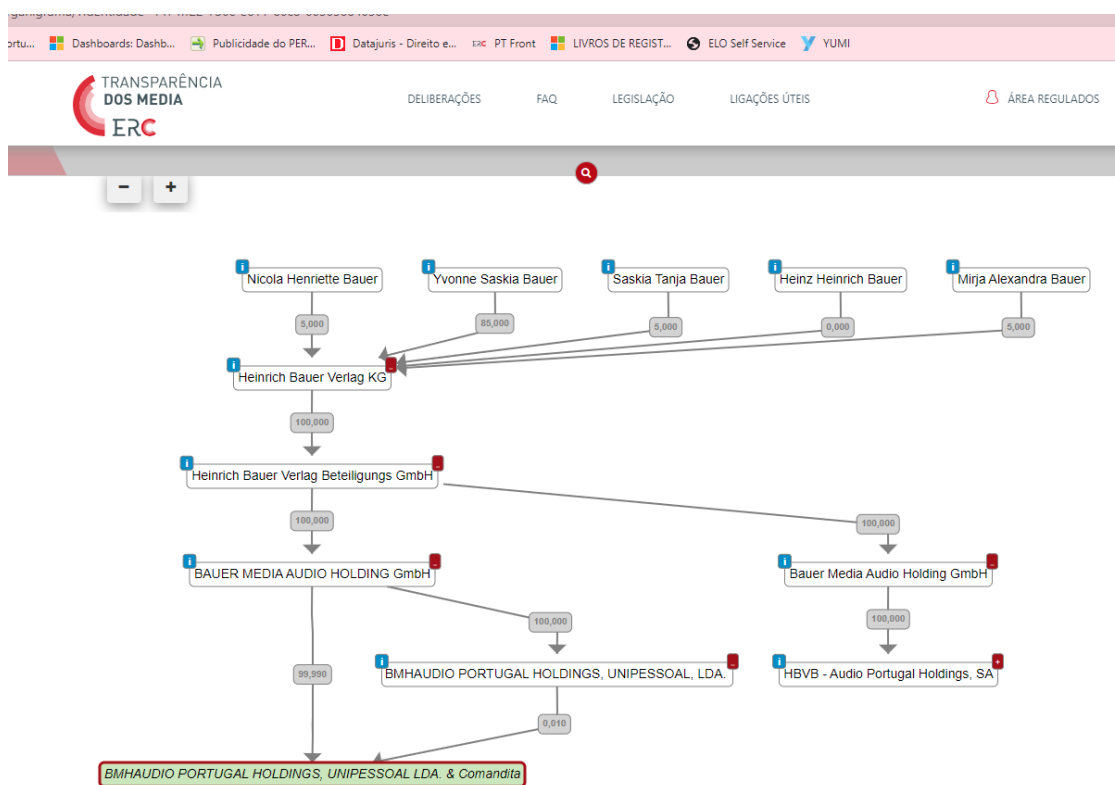 ortu...
Dashboards: Dashb...
Publicidade do PER...
Datajuris - Direito e...
ERC PT Front
LIVROS DE REGIST...
ELO Self Service
YUMI
TRANSPARÊNCIA
DOS MEDIA
ERC
DELIBERAÇÕES
FAQ
LEGISLAÇÃO
LIGAÇÕES ÚTEIS
ÁREA REGULADOS
− +
Nicola Henriette Bauer
Yvonne Saskia Bauer
Saskia Tanja Bauer
Heinz Heinrich Bauer
Mirja Alexandra Bauer
5,000
85,000
5,000
0,000
5,000
Heinrich Bauer Verlag KG
100,000
Heinrich Bauer Verlag Beteiligungs GmbH
100,000
100,000
BAUER MEDIA AUDIO HOLDING GmbH
Bauer Media Audio Holding GmbH
100,000
100,000
99,990
BMHAUDIO PORTUGAL HOLDINGS, UNIPESSOAL, LDA.
HBVB - Audio Portugal Holdings, SA
0,010
BMHAUDIO PORTUGAL HOLDINGS, UNIPESSOAL LDA. & Comandita